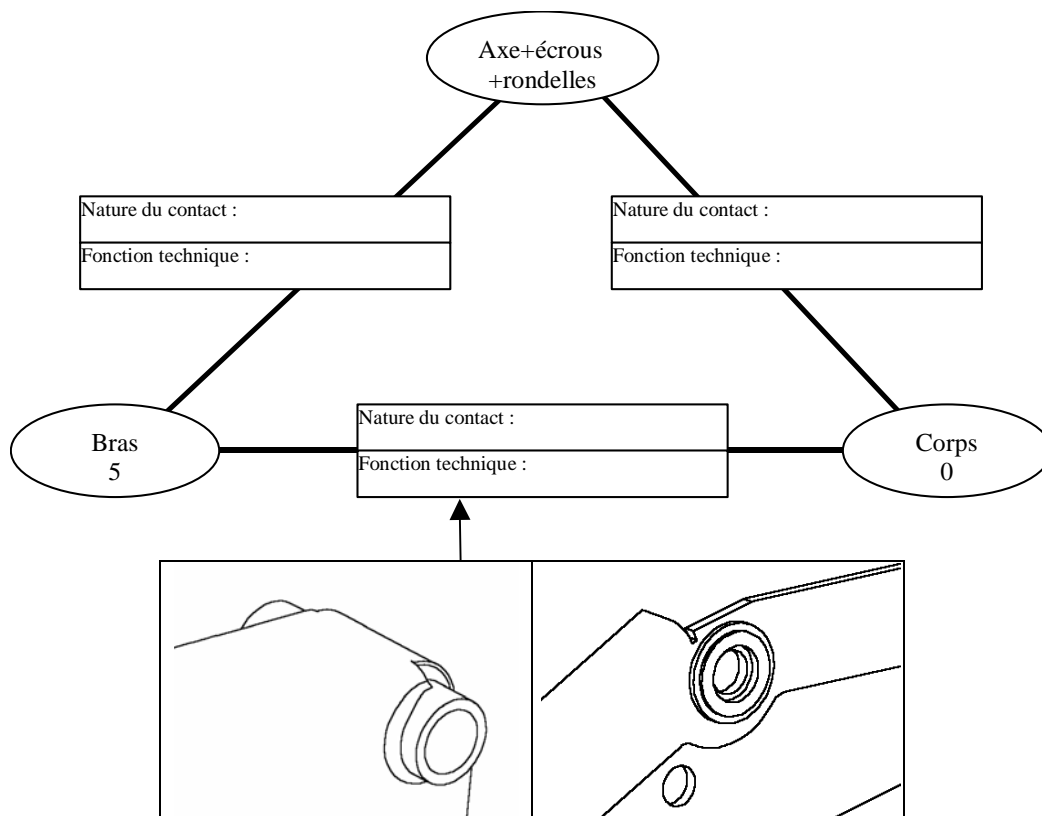 Axe+écrous
+rondelles
Nature du contact :
Fonction technique :
Nature du contact :
Fonction technique :
Bras
5
Nature du contact :
Fonction technique :
Corps
0